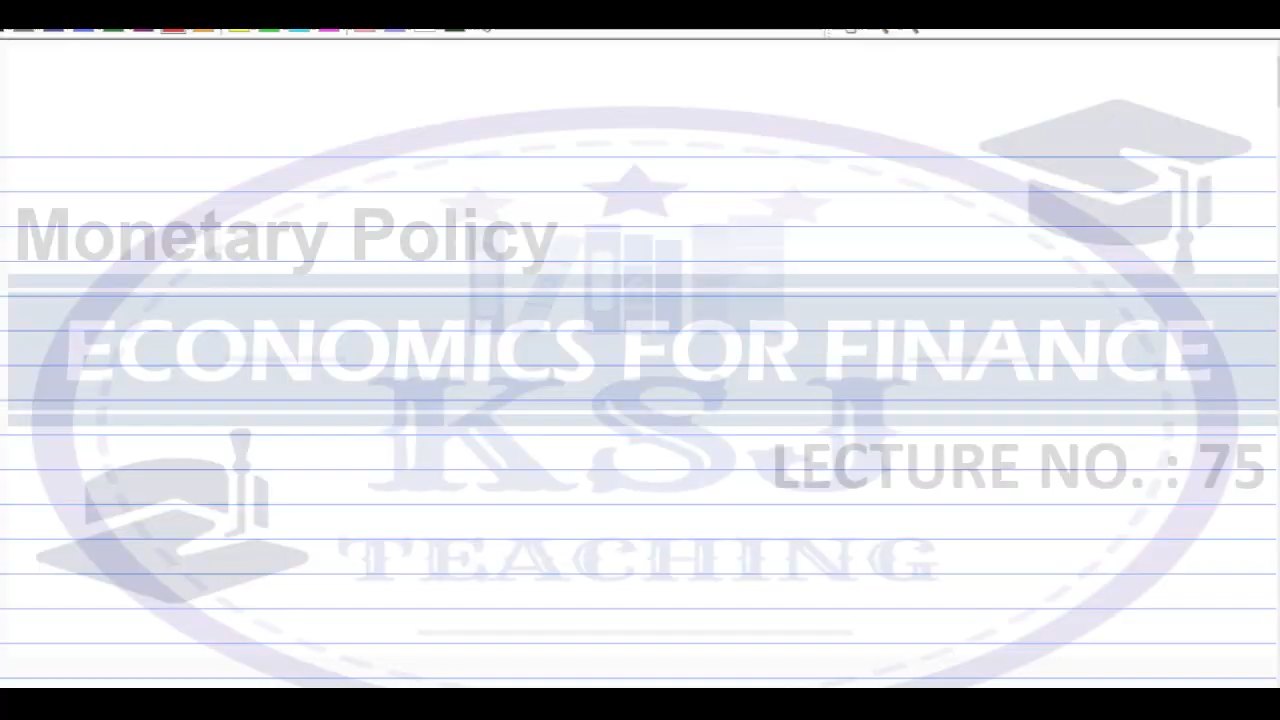 Monetary Policy
ECONOMICS FOR FINANCE
KSJ
LECTURE NO. : 75
TEACHING